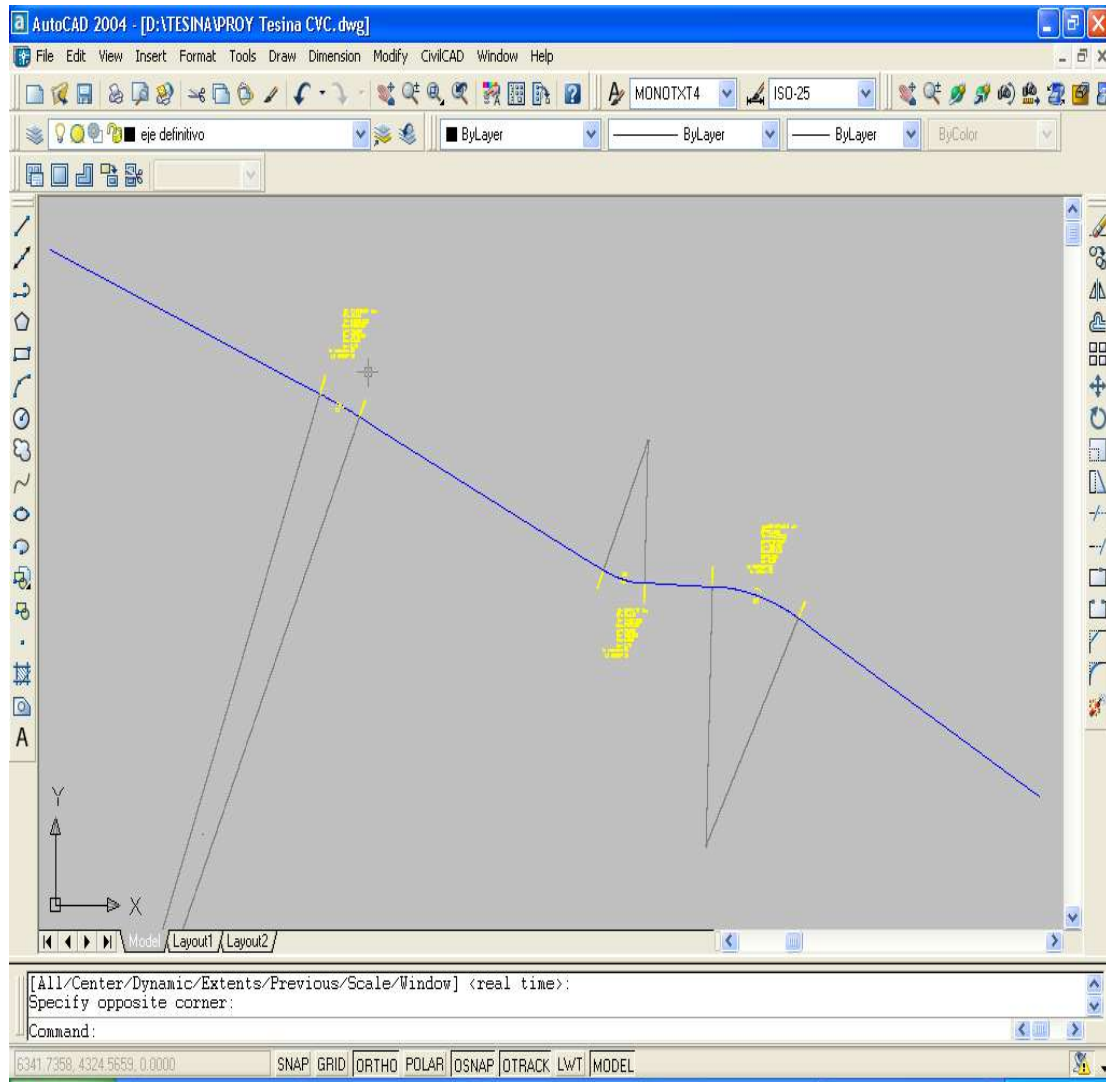 AutoCAD 2004 - [D:\TESINA\PROY Tesina CVC.dwg]
File Edit View Insert Format Tools Draw Dimension Modify CivilCAD Window Help
MONOTXT4 ISO-25
eje definitivo ByLayer ByLayer ByLayer ByColor
Y
X
Model Layout1 Layout2
[All/Center/Dynamic/Extents/Previous/Scale/Window] <real time>:
Specify opposite corner:
Command:
6341.7358, 4324.5659, 0.0000 SNAP GRID ORTHO POLAR OSNAP OTRACK LWT MODEL